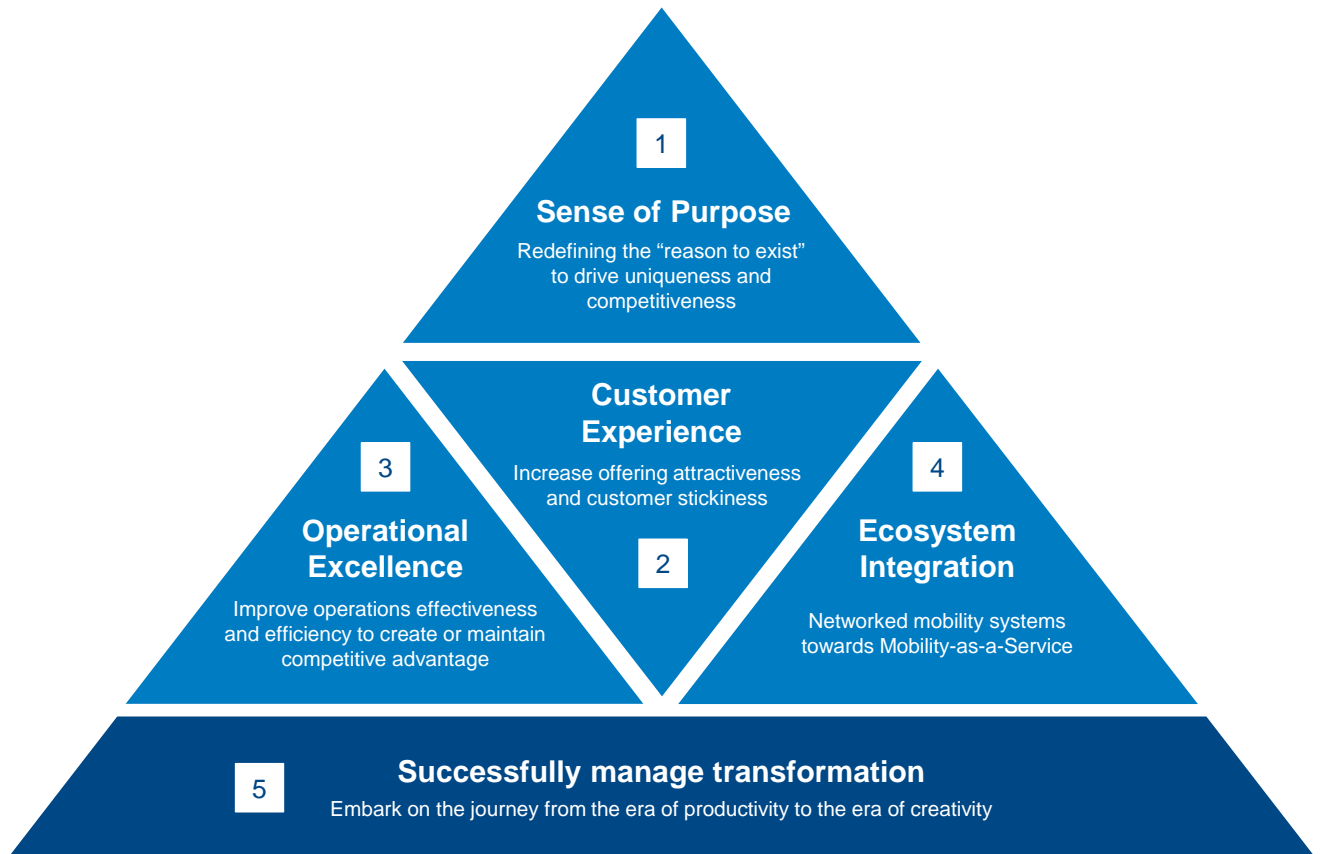 1
Sense of Purpose
Redefining the “reason to exist”
to drive uniqueness and
competitiveness
Customer
Experience
Increase offering attractiveness
and customer stickiness
2
3
Operational
Excellence
Improve operations effectiveness
and efficiency to create or maintain
competitive advantage
4
Ecosystem
Integration
Networked mobility systems
towards Mobility-as-a-Service
5
Successfully manage transformation
Embark on the journey from the era of productivity to the era of creativity